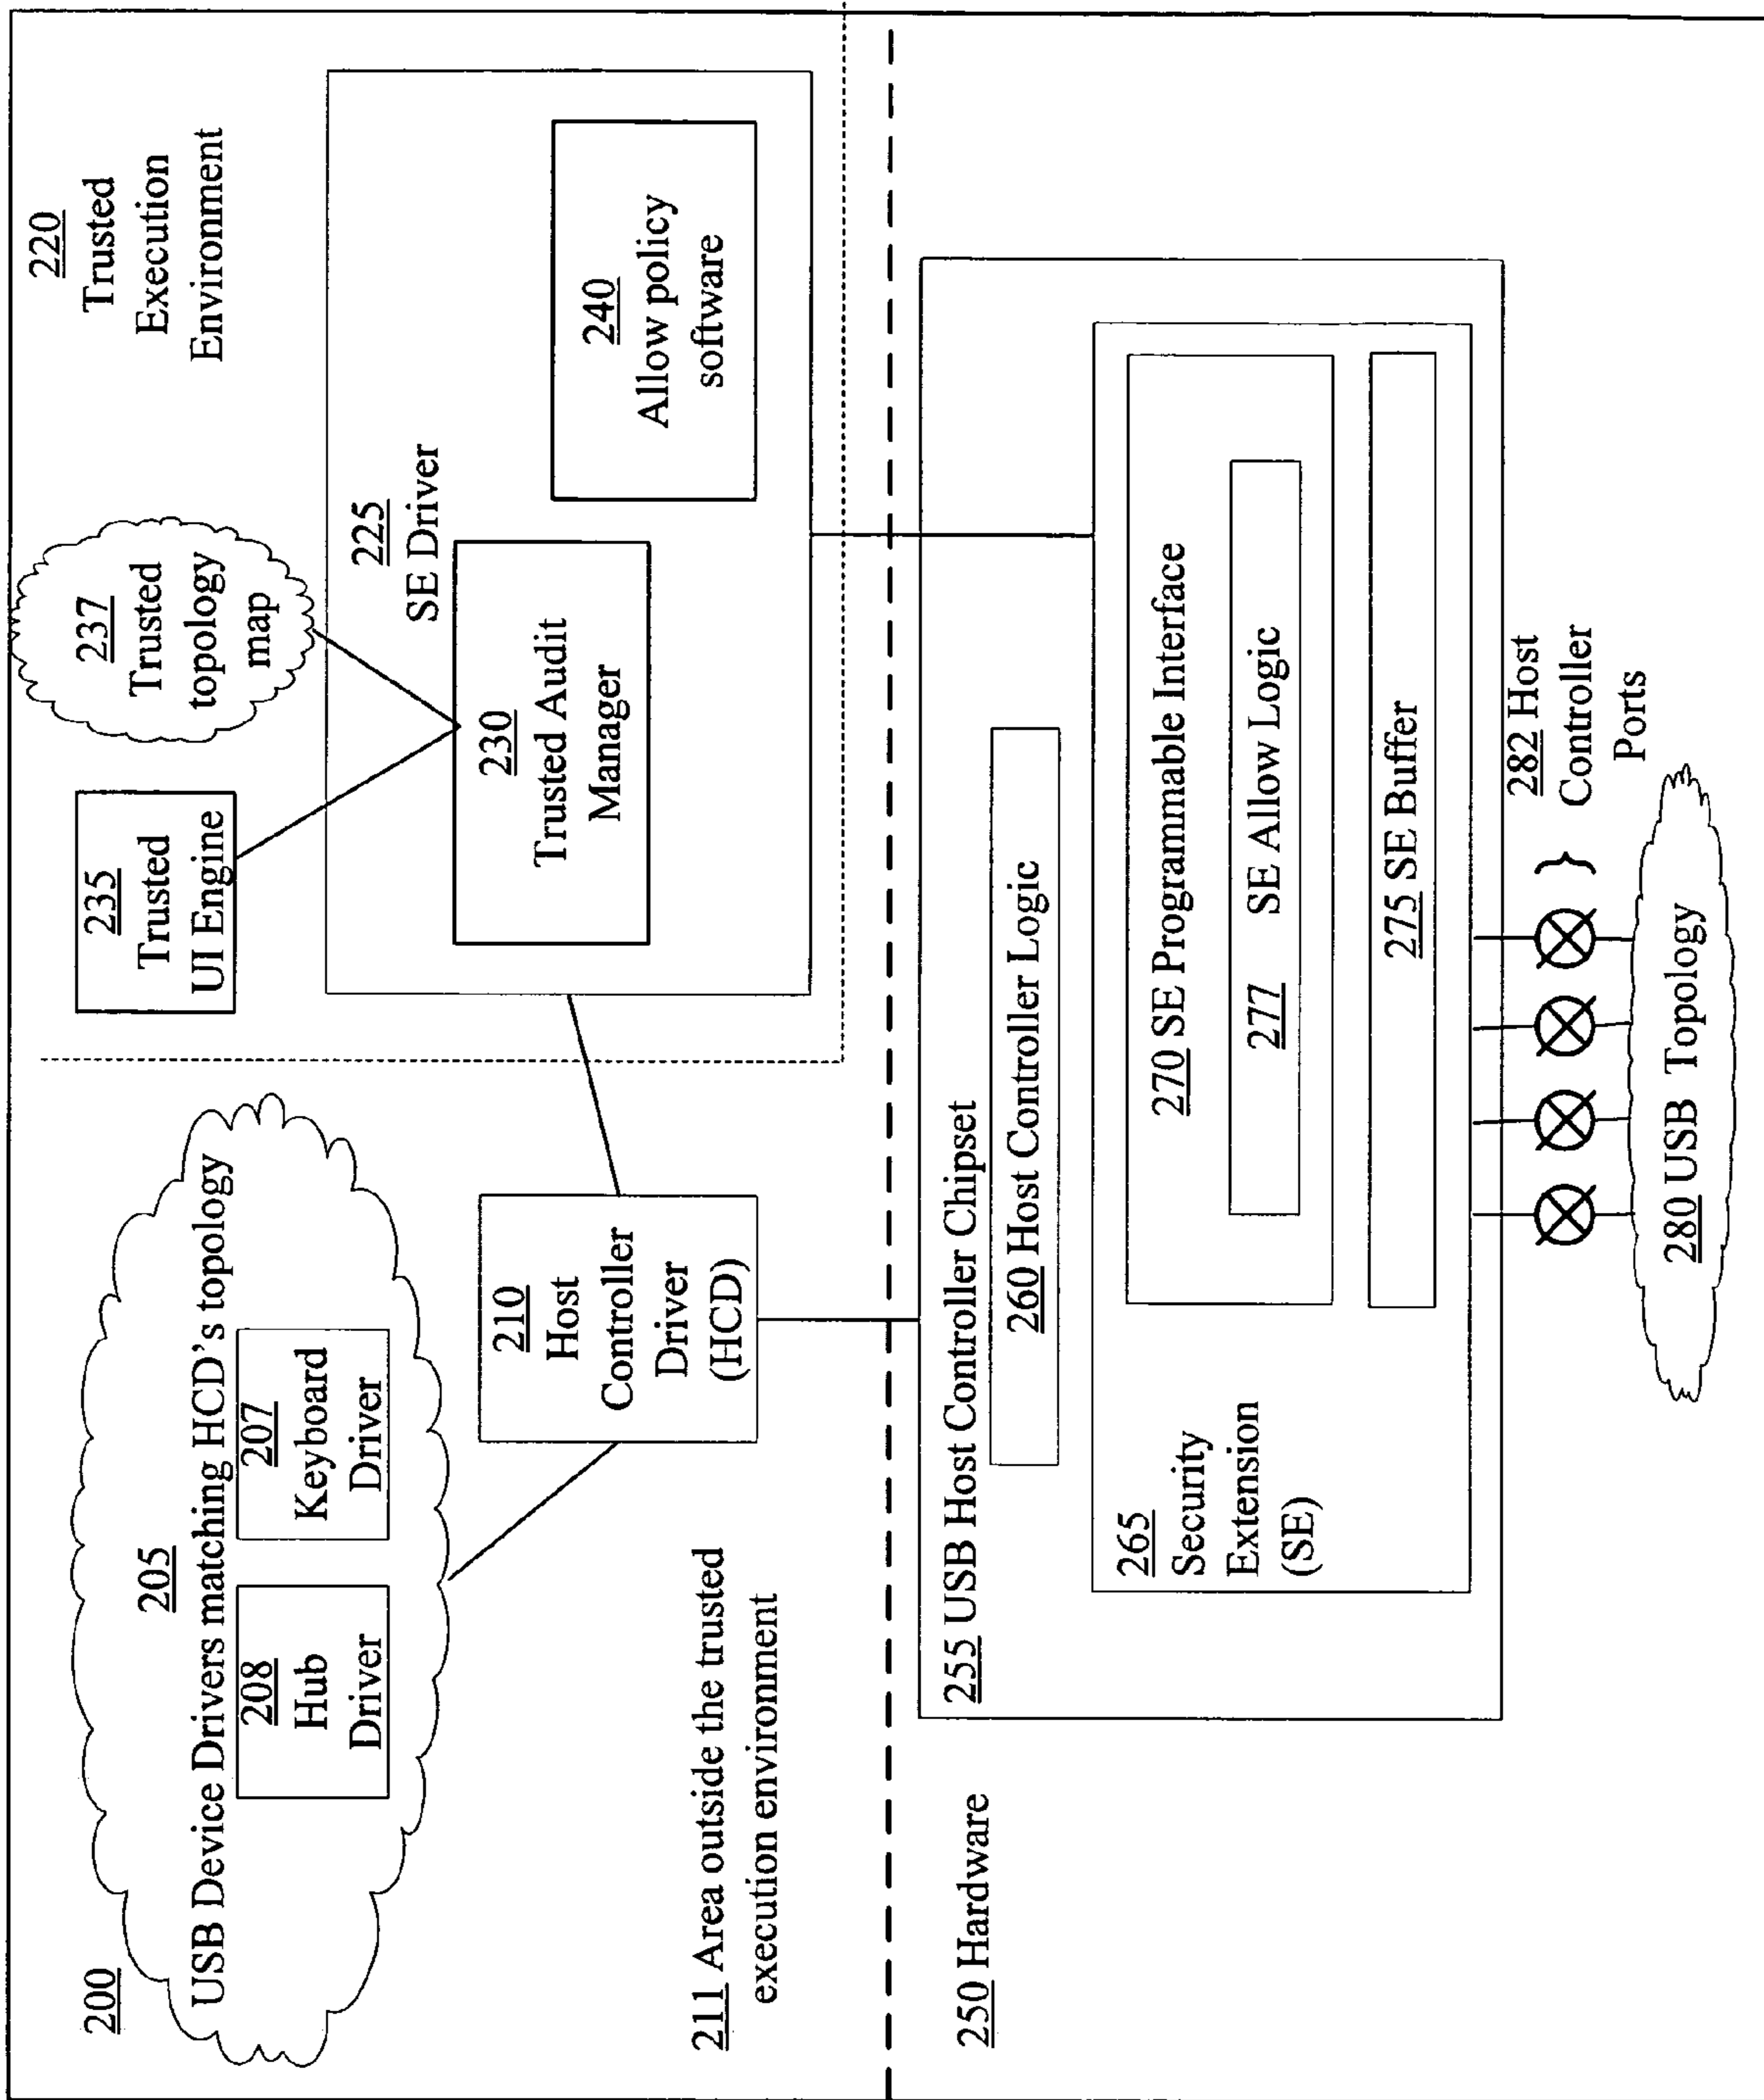 200
205
USB Device Drivers matching HCD's topology
208
Hub
Driver
207
Keyboard
Driver
210
Host
Controller
Driver
(HCD)
211 Area outside the trusted
execution environment
220
Trusted
Execution
Environment
235
Trusted
UI Engine
237
Trusted
topology
map
225
SE Driver
230
Trusted Audit
Manager
240
Allow policy
software
250 Hardware
255 USB Host Controller Chipset
260 Host Controller Logic
265
Security
Extension
(SE)
270 SE Programmable Interface
277 SE Allow Logic
275 SE Buffer
282 Host
Controller
Ports
280 USB Topology